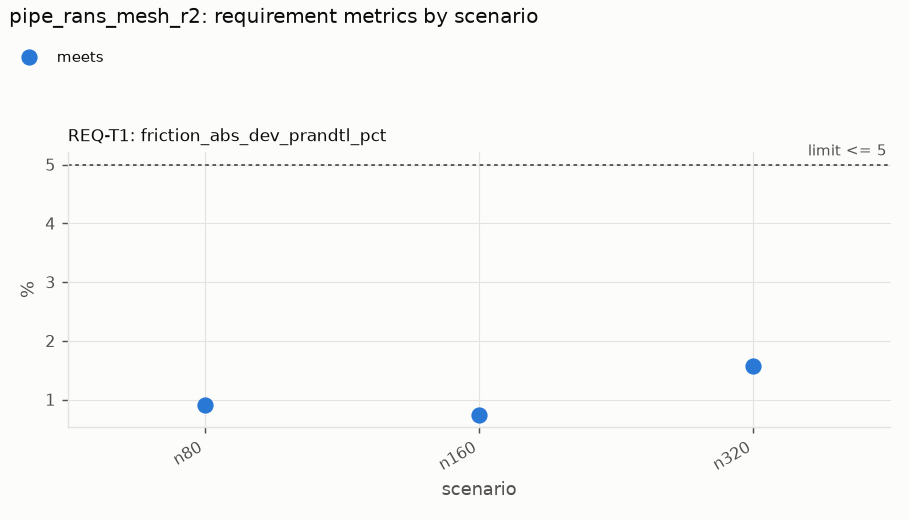 pipe_rans_mesh_r2: requirement metrics by scenario
meets
REQ-T1: friction_abs_dev_prandtl_pct
limit <= 5
5
4
3
2
1
%
n80
n160
n320
scenario